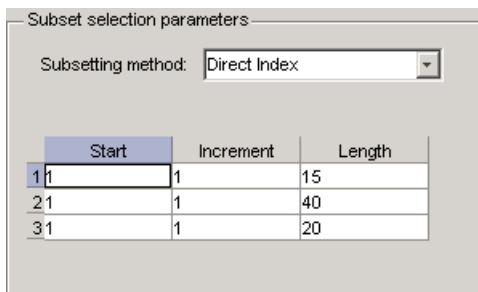 Subset selection parameters
Subsetting method: Direct Index
Start Increment Length
1 1 1 15
2 1 1 40
3 1 1 20